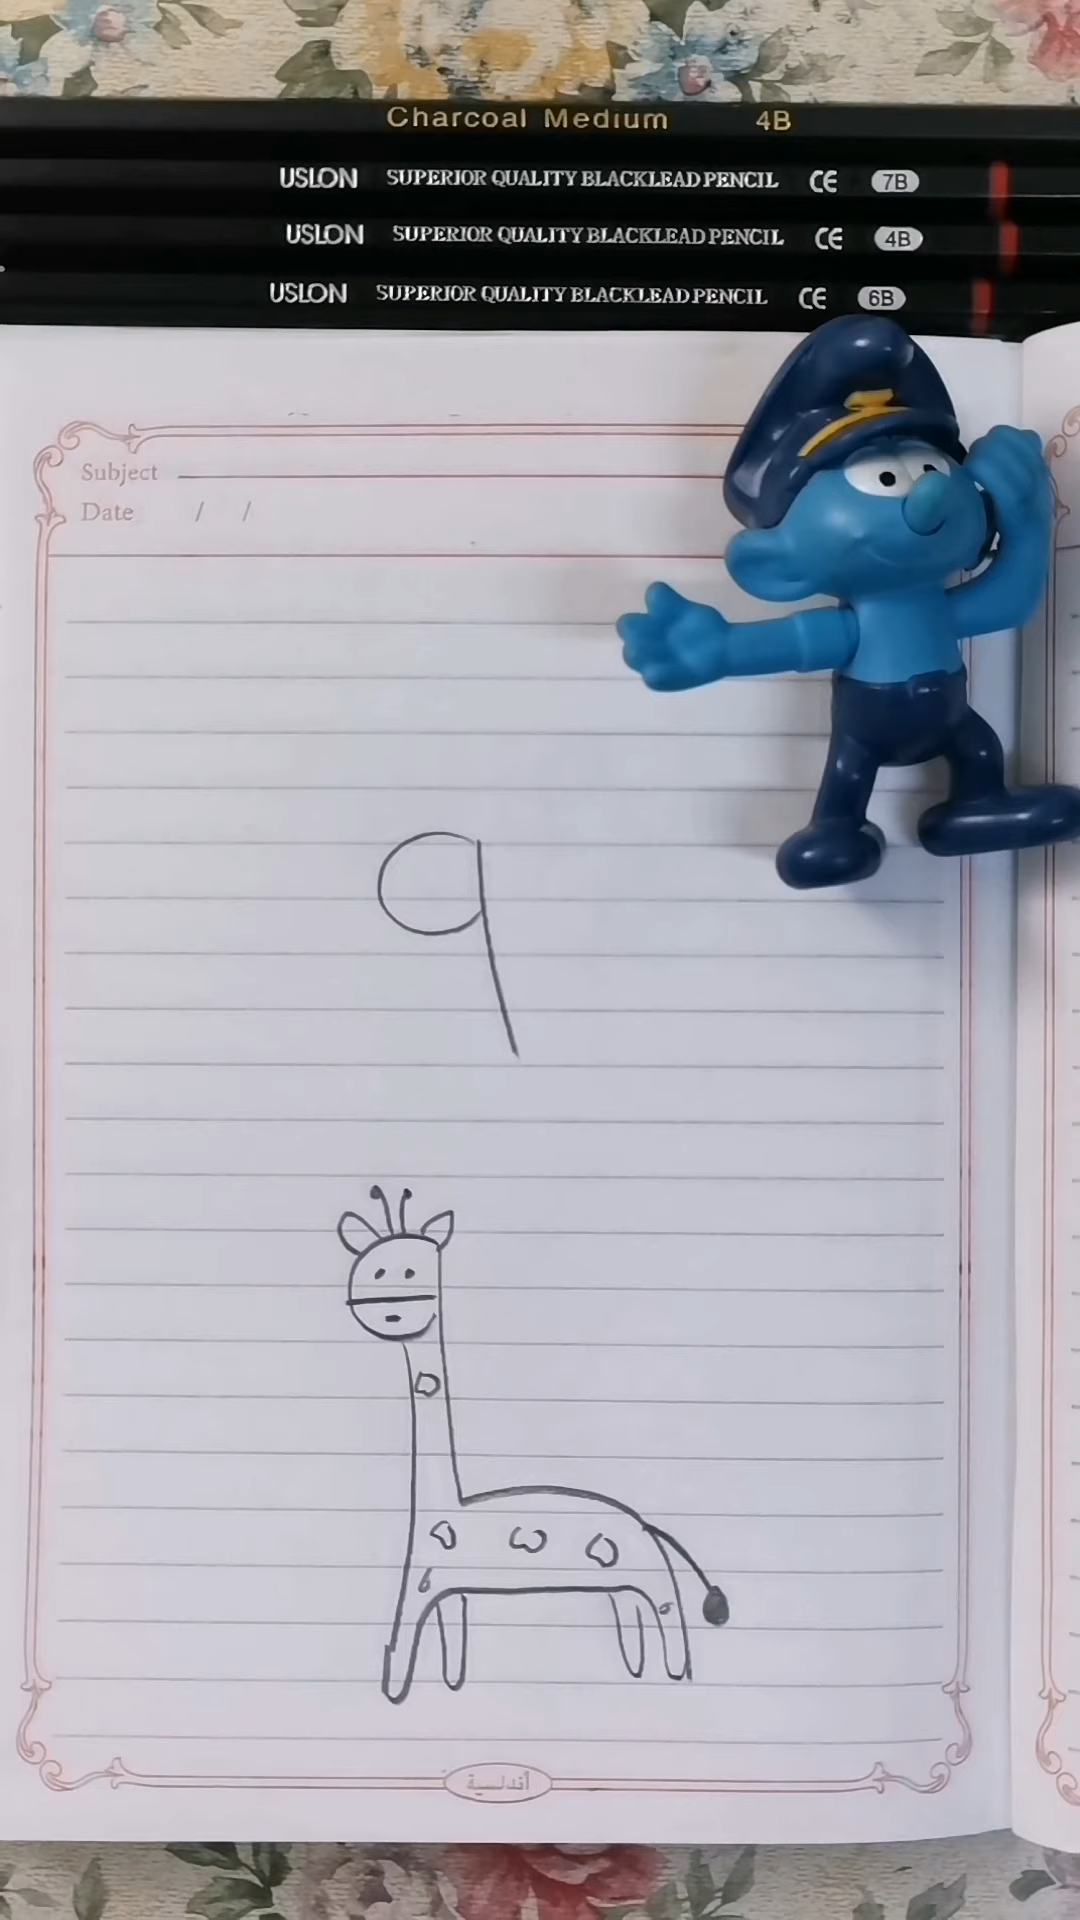 Charcoal Medium 4B
USLON SUPERIOR QUALITY BLACKLEAD PENCIL CE 7B
USLON SUPERIOR QUALITY BLACKLEAD PENCIL CE 4B
USLON SUPERIOR QUALITY BLACKLEAD PENCIL CE 6B
Subject
Date / /
9
أندلسية